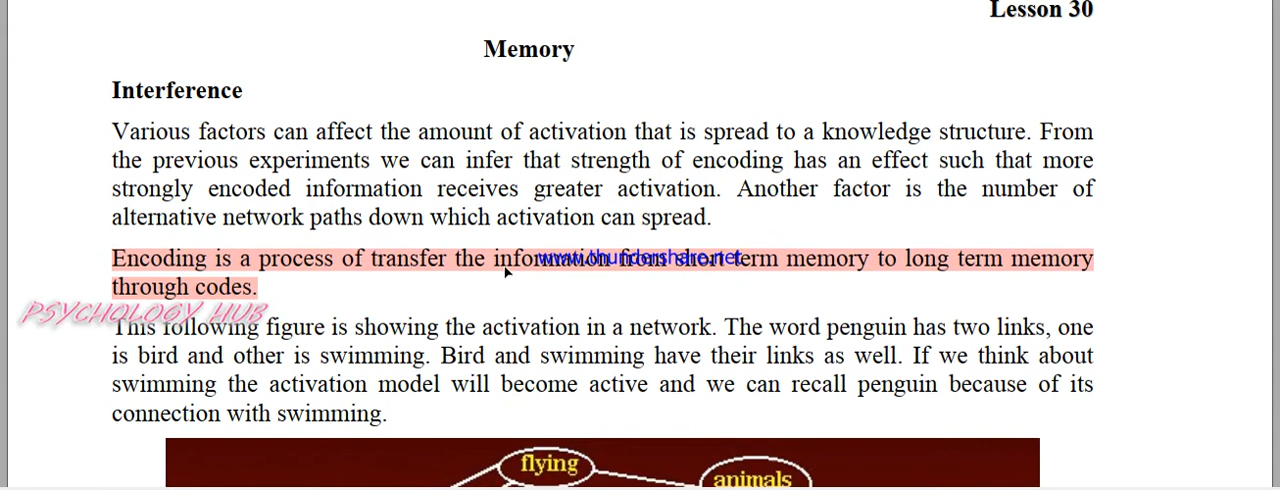 Lesson 30
Memory
Interference
Various factors can affect the amount of activation that is spread to a knowledge structure. From
the previous experiments we can infer that strength of encoding has an effect such that more
strongly encoded information receives greater activation. Another factor is the number of
alternative network paths down which activation can spread.
Encoding is a process of transfer the information from short term memory to long term memory
www.thundershare.net
through codes.
PSYCHOLOGY HUB
This following figure is showing the activation in a network. The word penguin has two links, one
is bird and other is swimming. Bird and swimming have their links as well. If we think about
swimming the activation model will become active and we can recall penguin because of its
connection with swimming.
flying
animals